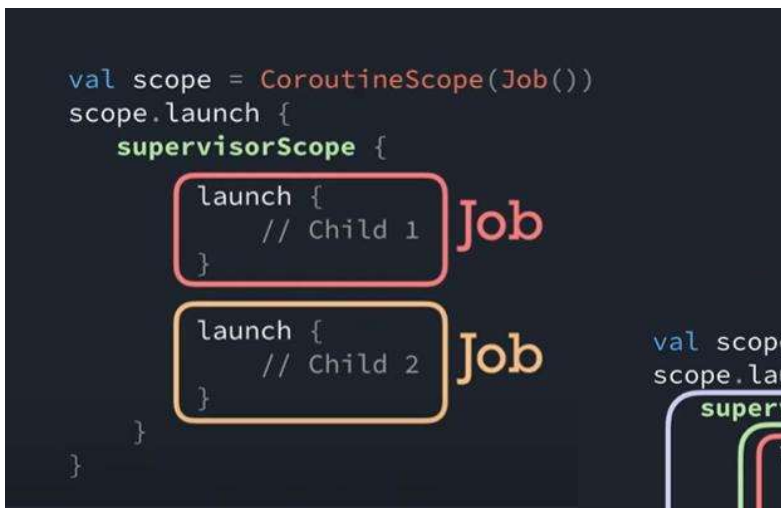 val scope = CoroutineScope(Job())
scope.launch {
supervisorScope {
launch {
// Child 1
}
Job
launch {
// Child 2
}
Job
}
}
val scop
scope.la
super